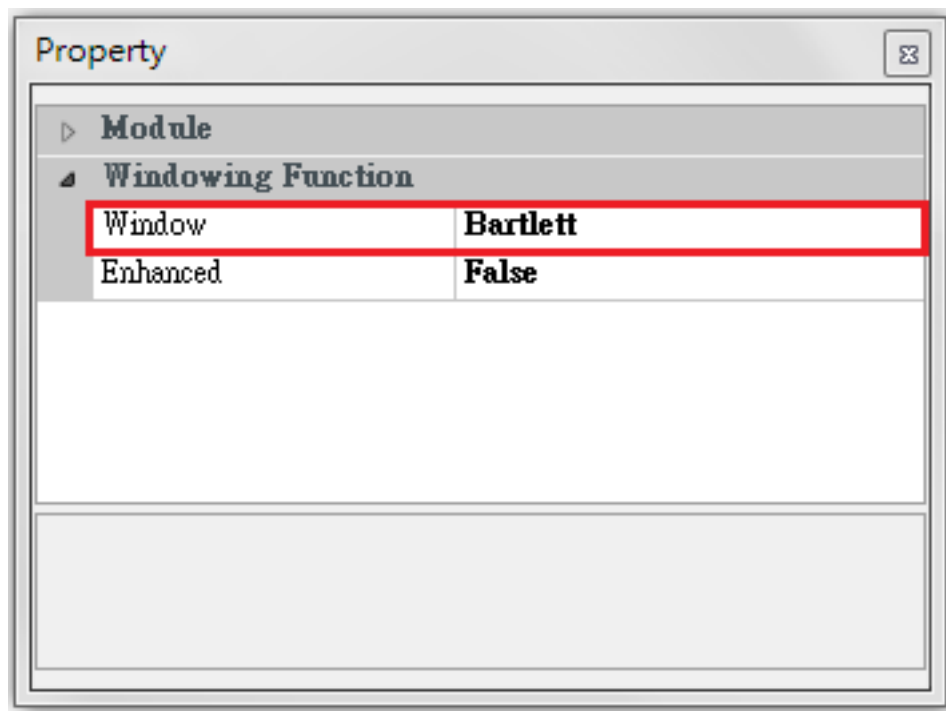 Property
Module
Windowing Function
Window Bartlett
Enhanced False